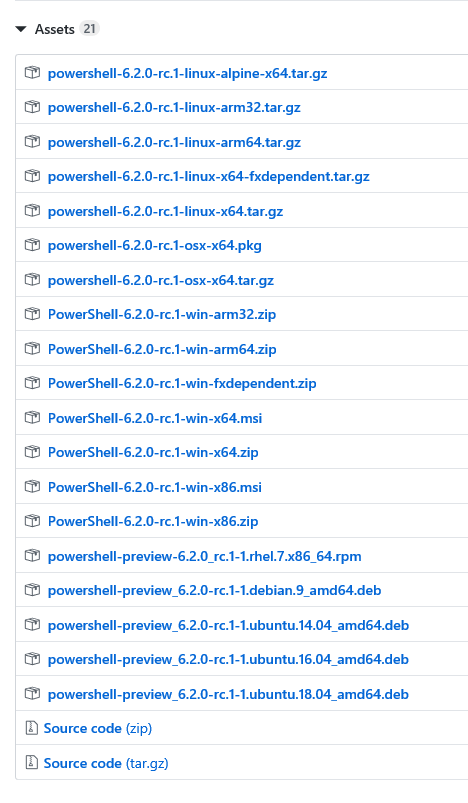 Assets 21
powershell-6.2.0-rc.1-linux-alpine-x64.tar.gz
powershell-6.2.0-rc.1-linux-arm32.tar.gz
powershell-6.2.0-rc.1-linux-arm64.tar.gz
powershell-6.2.0-rc.1-linux-x64-fxdependent.tar.gz
powershell-6.2.0-rc.1-linux-x64.tar.gz
powershell-6.2.0-rc.1-osx-x64.pkg
powershell-6.2.0-rc.1-osx-x64.tar.gz
PowerShell-6.2.0-rc.1-win-arm32.zip
PowerShell-6.2.0-rc.1-win-arm64.zip
PowerShell-6.2.0-rc.1-win-fxdependent.zip
PowerShell-6.2.0-rc.1-win-x64.msi
PowerShell-6.2.0-rc.1-win-x64.zip
PowerShell-6.2.0-rc.1-win-x86.msi
PowerShell-6.2.0-rc.1-win-x86.zip
powershell-preview-6.2.0_rc.1-1.rhel.7.x86_64.rpm
powershell-preview_6.2.0-rc.1-1.debian.9_amd64.deb
powershell-preview_6.2.0-rc.1-1.ubuntu.14.04_amd64.deb
powershell-preview_6.2.0-rc.1-1.ubuntu.16.04_amd64.deb
powershell-preview_6.2.0-rc.1-1.ubuntu.18.04_amd64.deb
Source code (zip)
Source code (tar.gz)